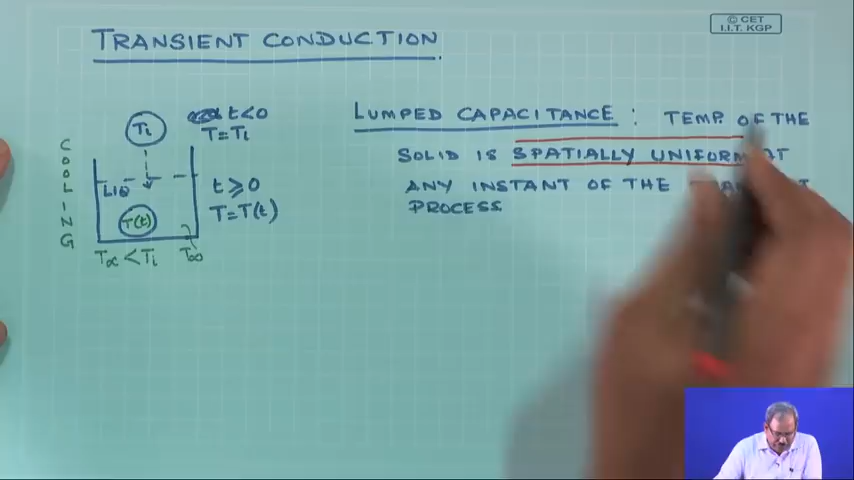 © CET
I.I.T. KGP
TRANSIENT CONDUCTION
Ti
t<0
T=Ti
COOLING
LIQ
T(t)
t≥0
T=T(t)
T∞<Ti
T∞
LUMPED CAPACITANCE : TEMP. OF THE
SOLID IS SPATIALLY UNIFORM AT
ANY INSTANT OF THE
PROCESS